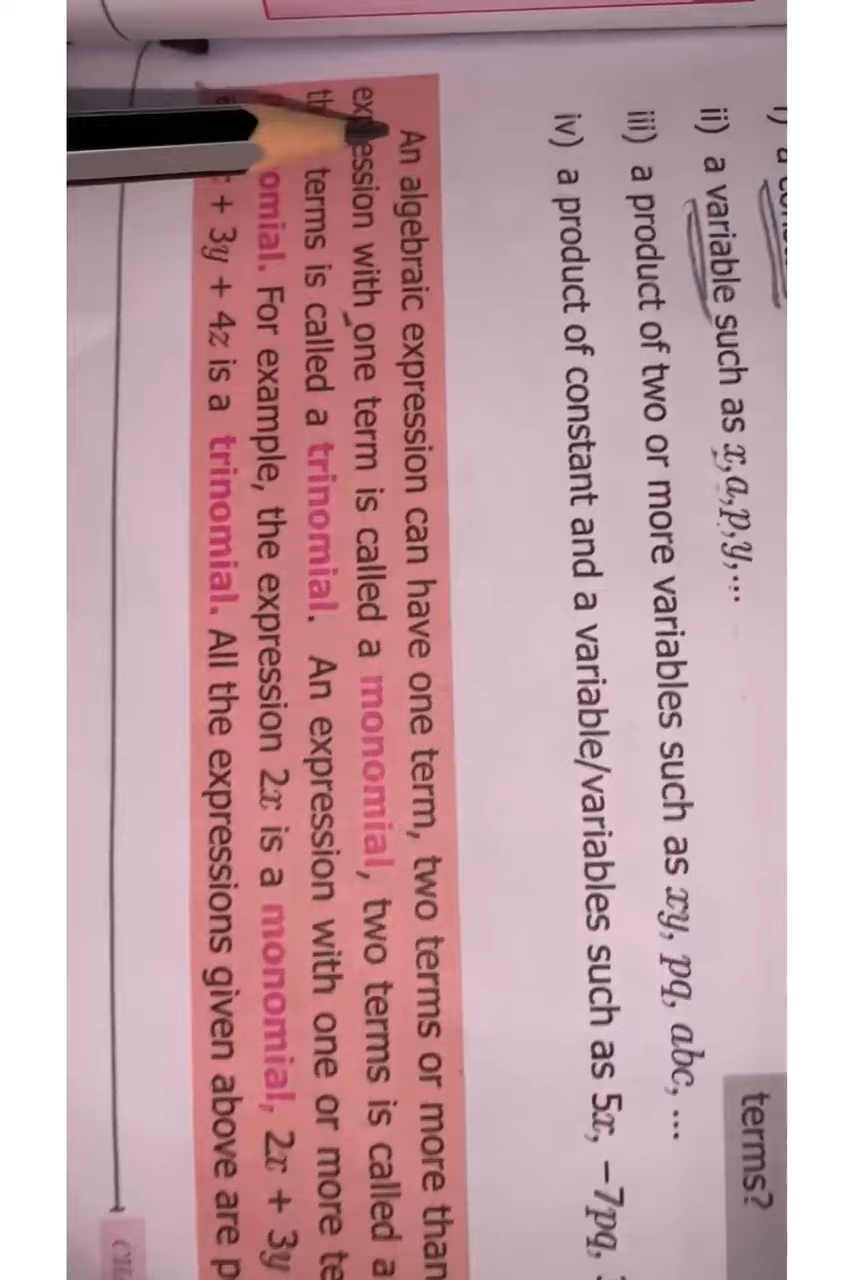 terms?
ii) a variable such as x,a,p,y,...
iii) a product of two or more variables such as xy, pq, abc, ...
iv) a product of constant and a variable/variables such as 5x, −7pq,
An algebraic expression can have one term, two terms or more than
with one term is called a monomial, two terms is called a
terms is called a trinomial. An expression with one or more
For example, the expression 2x is a monomial, 2x + 3y
+ 3y + 4z is a trinomial. All the expressions given above are